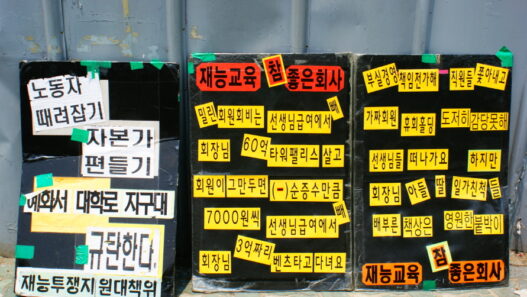 노동자
때려잡기
자본가
편들기
혜화서 대학로 지구대
규탄한다.
재능투쟁지원대책위
재능교육 참 좋은회사
밀린 회원회비는 선생님급여에서 빼
회장님 60억 타워팰리스 살고
회원이 그만두면 (-)순증수만큼
7000원씩 선생님급여에서 빼
회장님 3억짜리 벤츠타고 다녀요
부실경영 책임전가해 직원들 쫓아내고
가짜회원 휴회홀딩 도저히 감당못해
선생님들 떠나가요 하지만
회장님 아들 딸 일가친척들
배부른 책상은 영원한 붙박이
재능교육 참 좋은회사